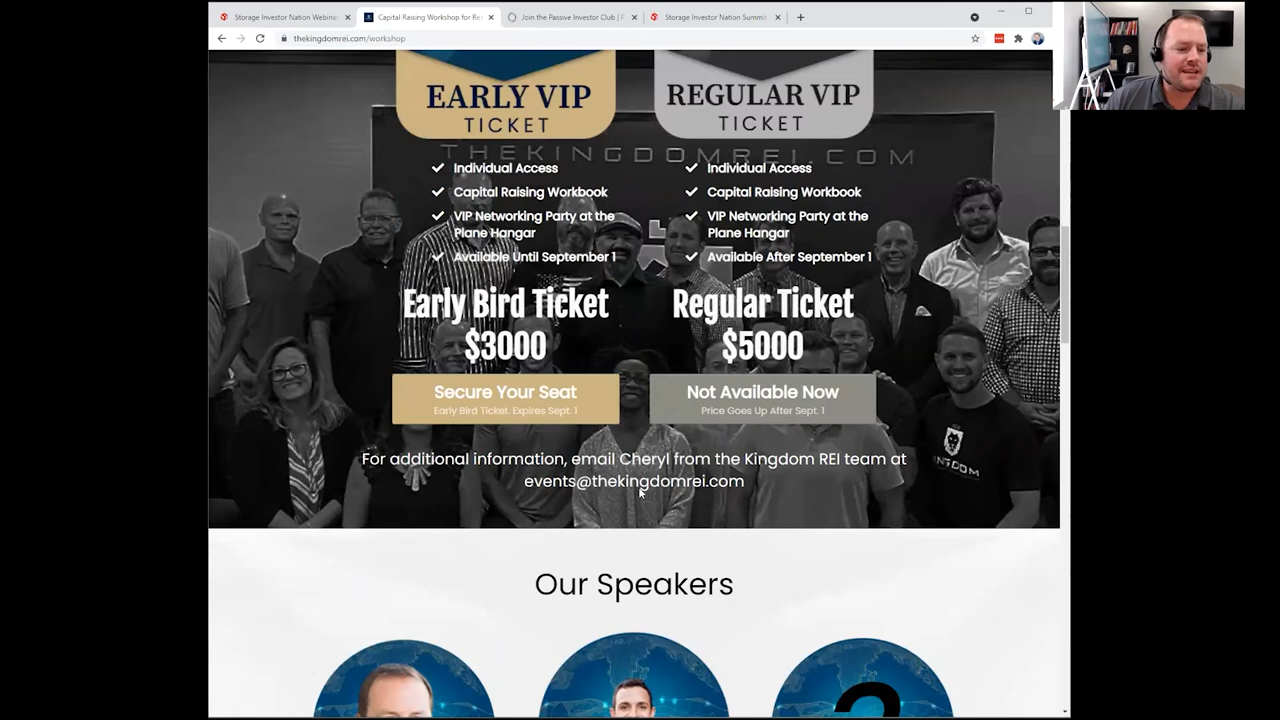 Storage Investor Nation Webina
Capital Raising Workshop for Re
Join the Passive Investor Club | P
Storage Investor Nation Summit
thekingdomrei.com/workshop
EARLY VIP
TICKET
REGULAR VIP
TICKET
THEKINGDOMREI.COM
Individual Access
Capital Raising Workbook
VIP Networking Party at the
Plane Hangar
Available Until September 1
Individual Access
Capital Raising Workbook
VIP Networking Party at the
Plane Hangar
Available After September 1
Early Bird Ticket
$3000
Regular Ticket
$5000
Secure Your Seat
Early Bird Ticket. Expires Sept. 1
Not Available Now
Price Goes Up After Sept. 1
For additional information, email Cheryl from the Kingdom REI team at
events@thekingdomrei.com
Our Speakers
?